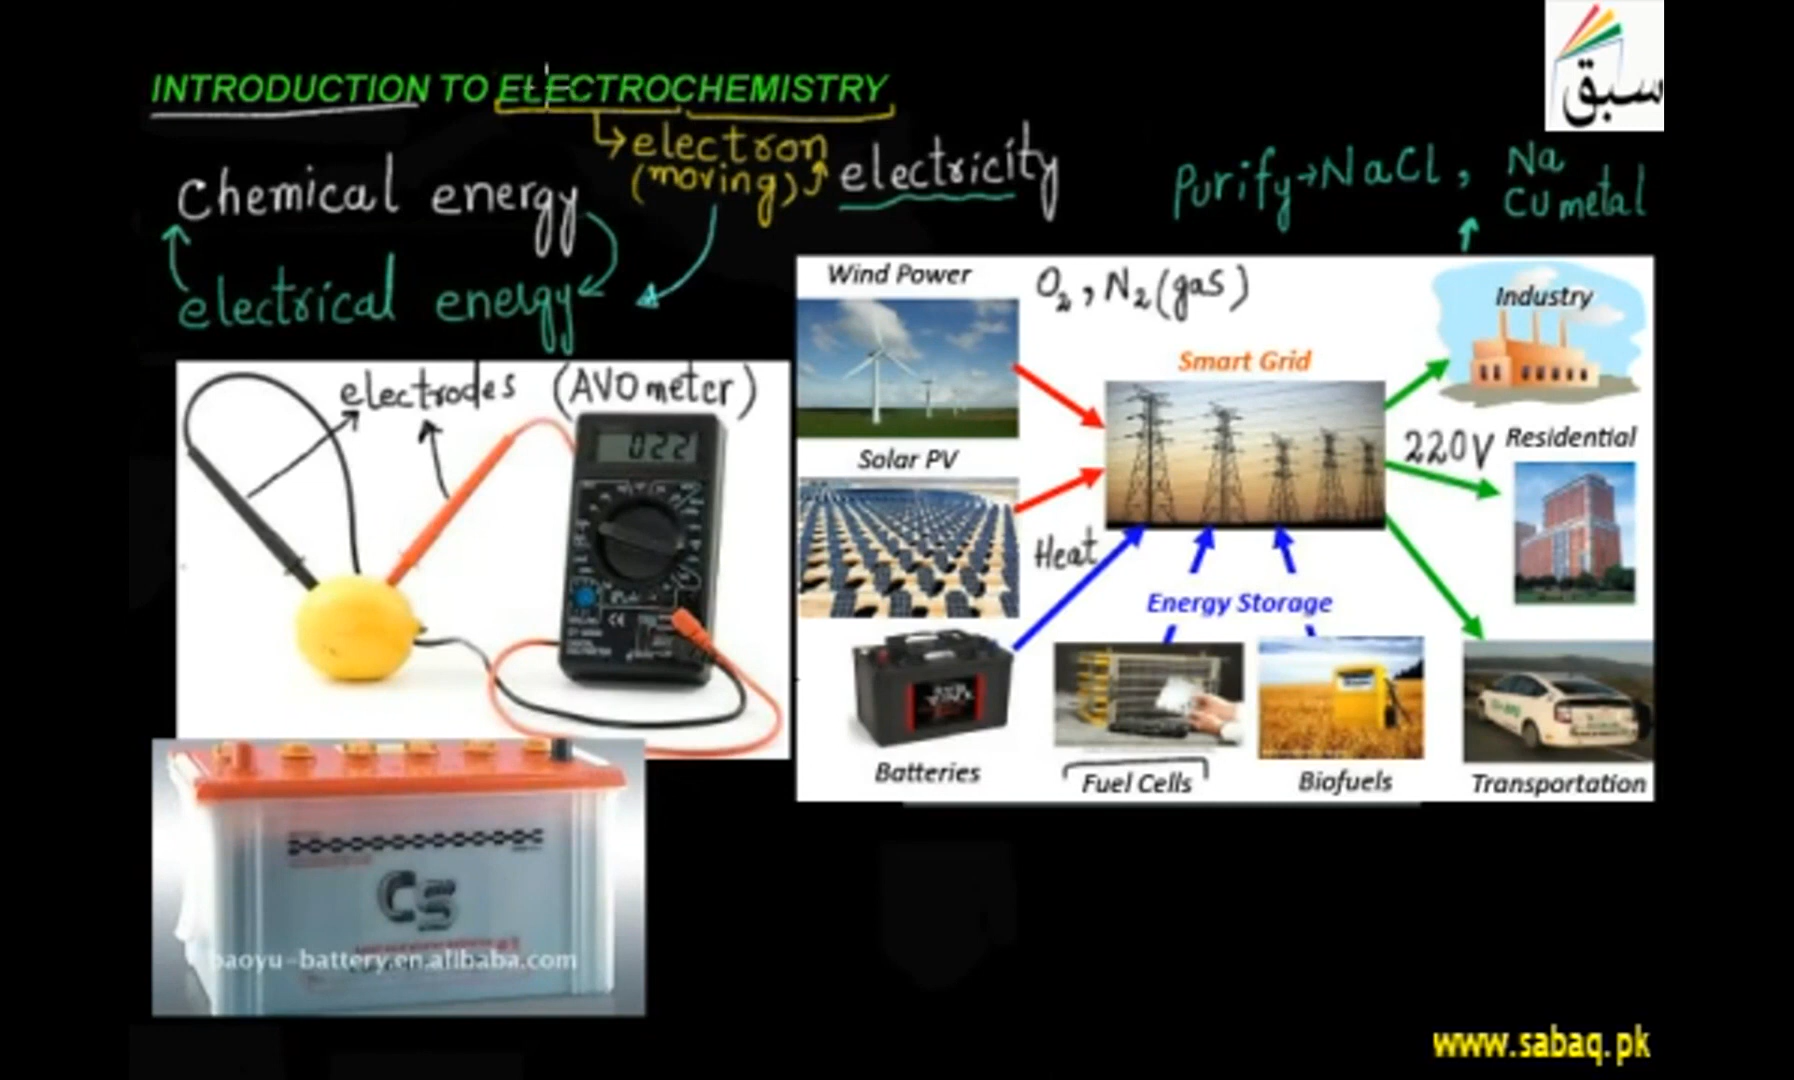 سبق
INTRODUCTION TO ELECTROCHEMISTRY
electron
(moving)
electricity
Purify→NaCl, Na
Cu metal
Chemical energy
electrical energy
electrodes
(AVO meter)
022
Wind Power
O2, N2(gas)
Industry
Smart Grid
Solar PV
220V
Residential
Heat
Energy Storage
Batteries
Fuel Cells
Biofuels
Transportation
CS
baoyu-battery.en.alibaba.com
www.sabaq.pk